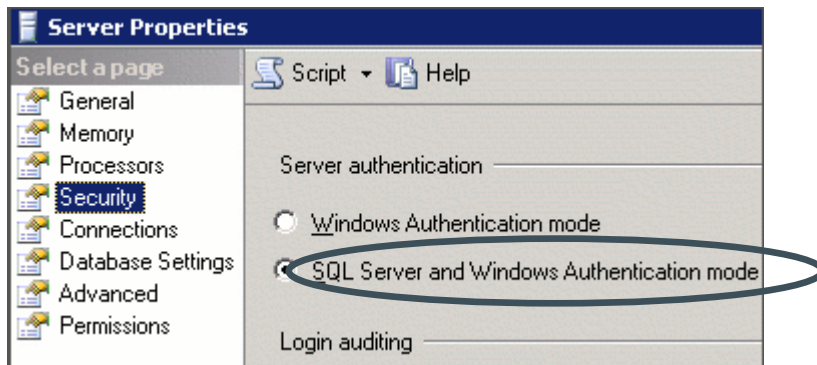 Server Properties
Select a page
General
Memory
Processors
Security
Connections
Database Settings
Advanced
Permissions
Script Help
Server authentication
Windows Authentication mode
SQL Server and Windows Authentication mode
Login auditing